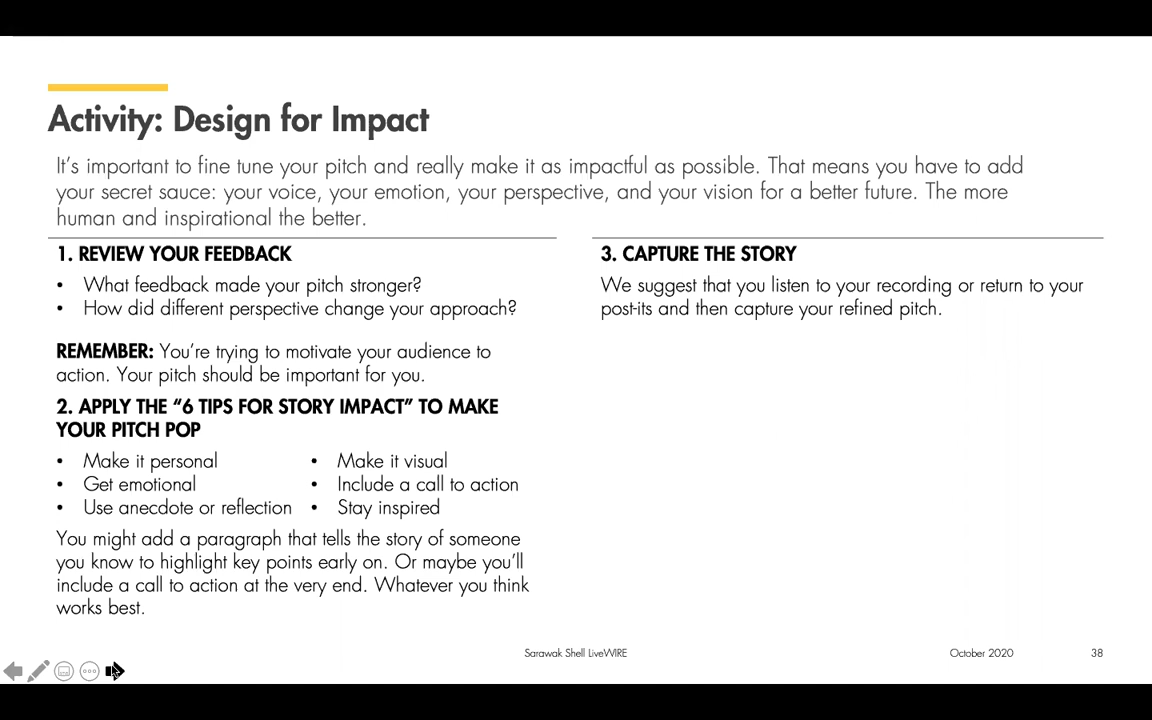 Activity: Design for Impact
It's important to fine tune your pitch and really make it as impactful as possible. That means you have to add
your secret sauce: your voice, your emotion, your perspective, and your vision for a better future. The more
human and inspirational the better.
1. REVIEW YOUR FEEDBACK
• What feedback made your pitch stronger?
• How did different perspective change your approach?
REMEMBER: You're trying to motivate your audience to
action. Your pitch should be important for you.
2. APPLY THE “6 TIPS FOR STORY IMPACT” TO MAKE
YOUR PITCH POP
• Make it personal
• Get emotional
• Use anecdote or reflection
• Make it visual
• Include a call to action
• Stay inspired
You might add a paragraph that tells the story of someone
you know to highlight key points early on. Or maybe you'll
include a call to action at the very end. Whatever you think
works best.
3. CAPTURE THE STORY
We suggest that you listen to your recording or return to your
post-its and then capture your refined pitch.
Sarawak Shell LiveWIRE
October 2020
38